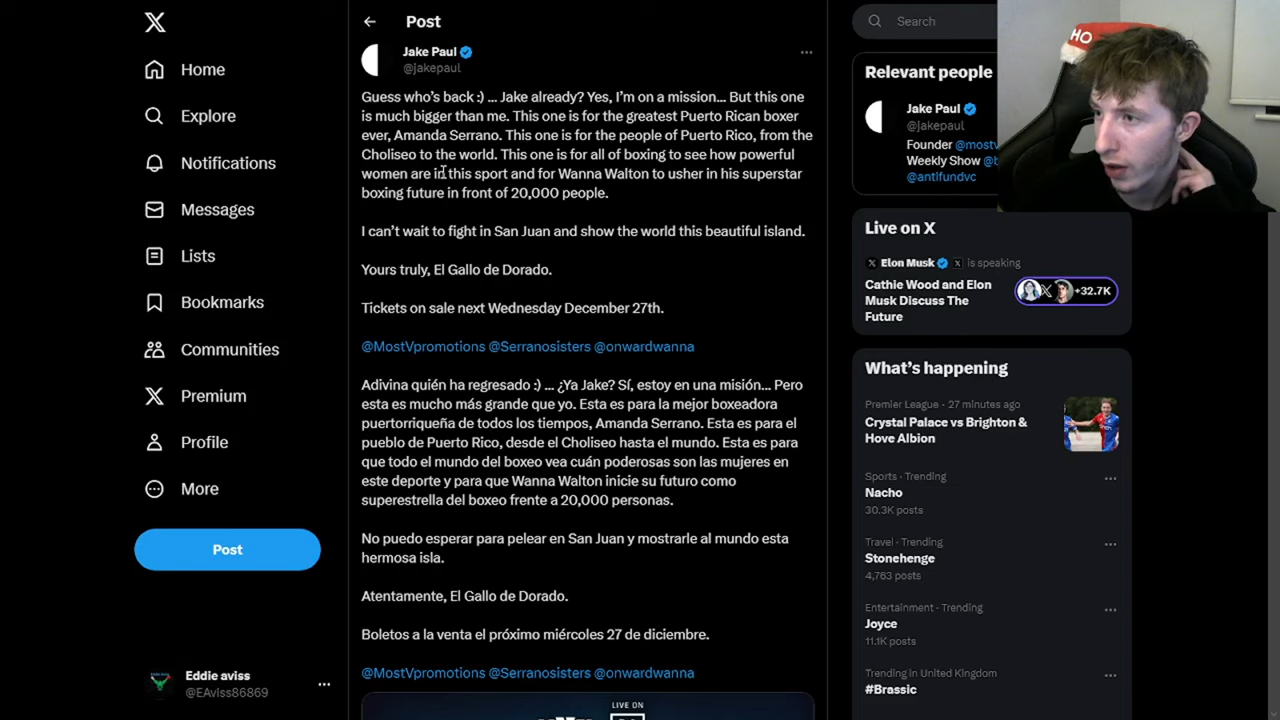 Post
Search
HO
Jake Paul
@jakepaul
Relevant people
Home
Guess who's back :) ... Jake already? Yes, I'm on a mission... But this one
is much bigger than me. This one is for the greatest Puerto Rican boxer
ever, Amanda Serrano. This one is for the people of Puerto Rico, from the
Choliseo to the world. This one is for all of boxing to see how powerful
women are in this sport and for Wanna Walton to usher in his superstar
boxing future in front of 20,000 people.
I can't wait to fight in San Juan and show the world this beautiful island.
Yours truly, El Gallo de Dorado.
Tickets on sale next Wednesday December 27th.
@MostVpromotions @Serranosisters @onwardwanna
Adivina quién ha regresado :) ... ¿Ya Jake? Sí, estoy en una misión... Pero
esta es mucho más grande que yo. Esta es para la mejor boxeadora
puertorriqueña de todos los tiempos, Amanda Serrano. Esta es para el
pueblo de Puerto Rico, desde el Choliseo hasta el mundo. Esta es para
que todo el mundo del boxeo vea cuán poderosas son las mujeres en
este deporte y para que Wanna Walton inicie su futuro como
superestrella del boxeo frente a 20,000 personas.
No puedo esperar para pelear en San Juan y mostrarle al mundo esta
hermosa isla.
Atentamente, El Gallo de Dorado.
Boletos a la venta el próximo miércoles 27 de diciembre.
@MostVpromotions @Serranosisters @onwardwanna
LIVE ON
Explore
Notifications
Messages
Lists
Bookmarks
Communities
Premium
Profile
More
Post
Eddie aviss
@EAviss86869
Jake Paul
@jakepaul
Founder @mostv
Weekly Show @b
@antifundvc
Live on X
Elon Musk X is speaking
Cathie Wood and Elon
Musk Discuss The
Future
+32.7K
What's happening
Premier League · 27 minutes ago
Crystal Palace vs Brighton &
Hove Albion
Sports · Trending
Nacho
30.3K posts
Travel · Trending
Stonehenge
4,763 posts
Entertainment · Trending
Joyce
11.1K posts
Trending in United Kingdom
#Brassic